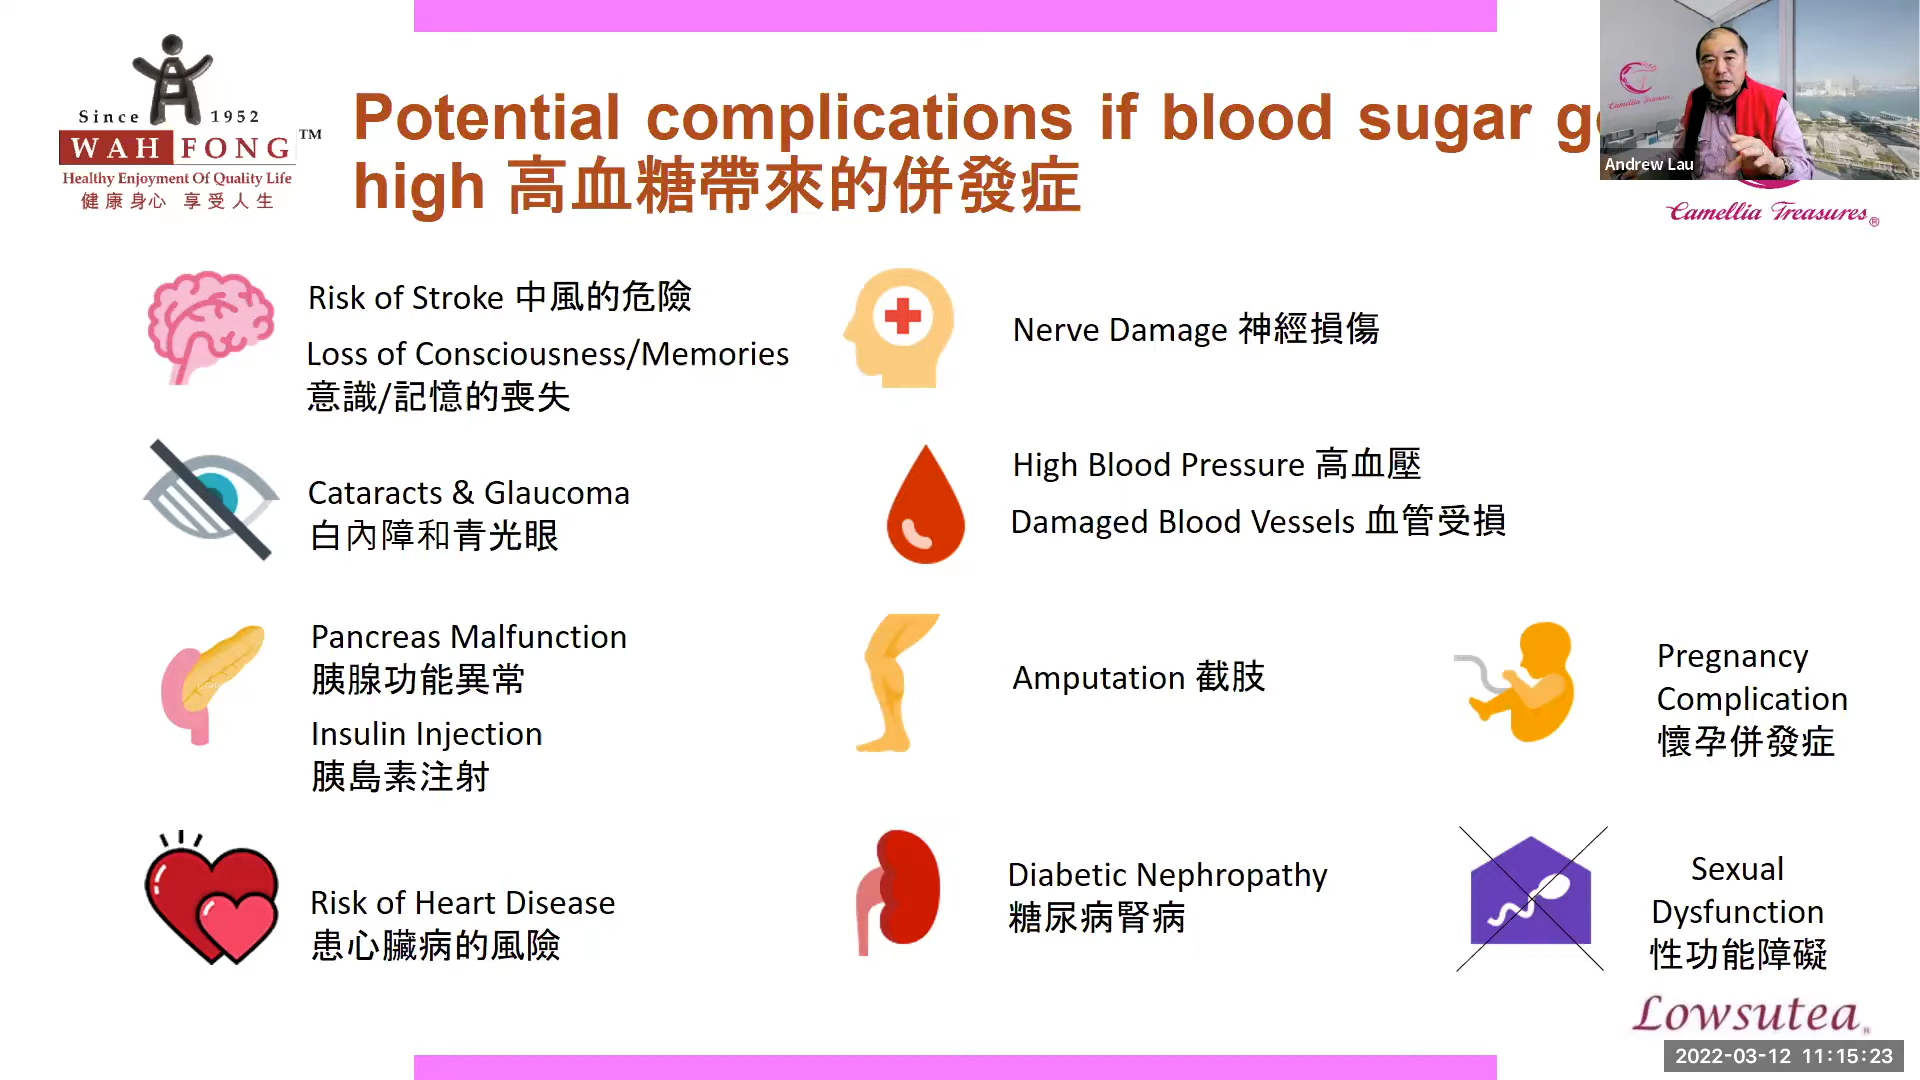 Since 1952
WAH FONG TM
Healthy Enjoyment Of Quality Life
健康身心 享受人生
Potential complications if blood sugar
high 高血糖帶來的併發症
Camellia Treasures
Andrew Lau
Camellia Treasures®
Risk of Stroke 中風的危險
Loss of Consciousness/Memories
意識/記憶的喪失
Nerve Damage 神經損傷
Cataracts & Glaucoma
白內障和青光眼
High Blood Pressure 高血壓
Damaged Blood Vessels 血管受損
Pancreas Malfunction
胰腺功能異常
Insulin Injection
胰島素注射
Amputation 截肢
Pregnancy
Complication
懷孕併發症
Risk of Heart Disease
患心臟病的風險
Diabetic Nephropathy
糖尿病腎病
Sexual
Dysfunction
性功能障礙
Lowsutea®
2022-03-12 11:15:23